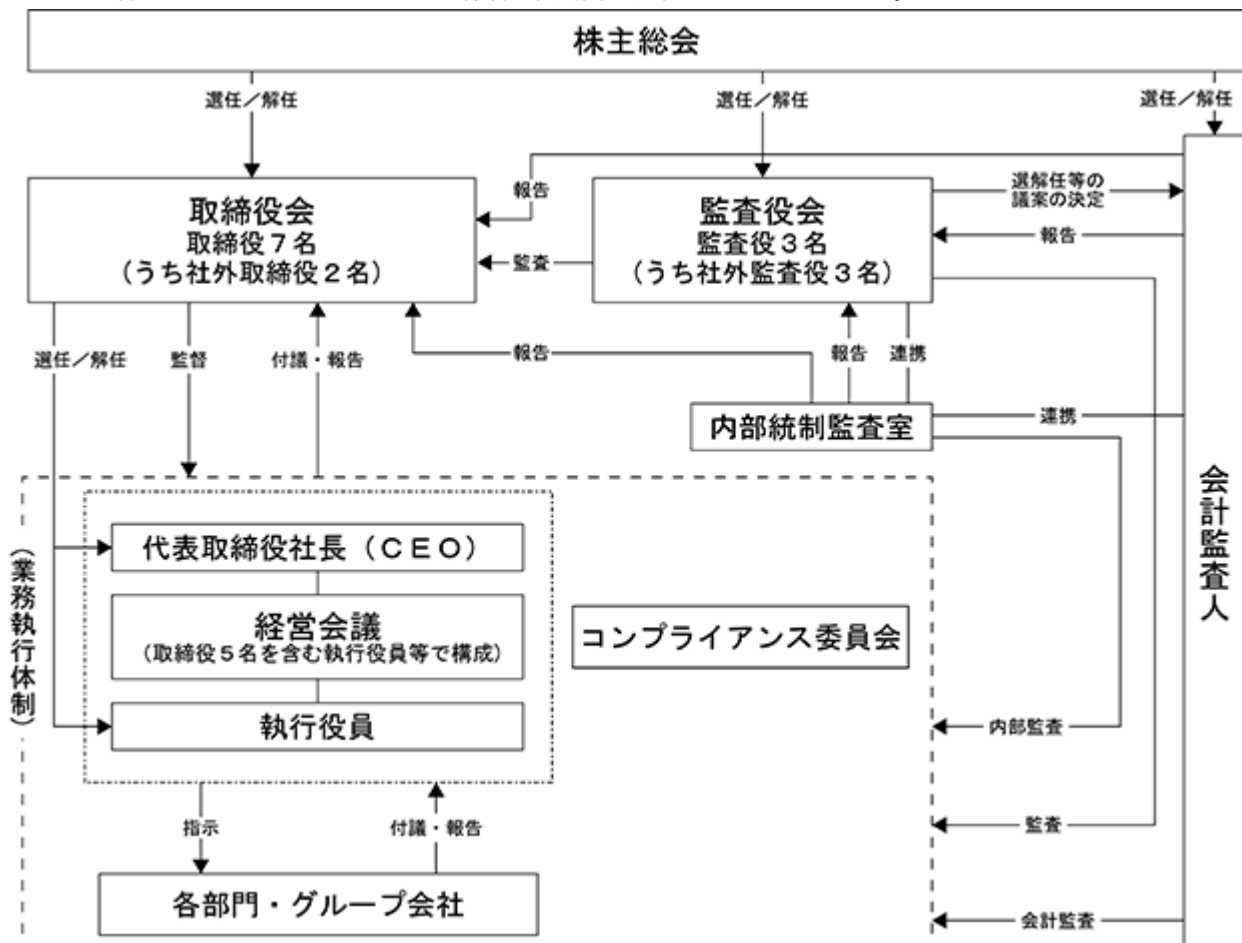 株主総会
選任／解任
選任／解任
選任／解任
取締役会
取締役７名
（うち社外取締役２名）
報告
監査
監査役会
監査役３名
（うち社外監査役３名）
選解任等の
議案の決定
報告
選任／解任
監督
付議・報告
報告
報告
連携
内部統制監査室
連携
会計監査人
（業務執行体制）
代表取締役社長（ＣＥＯ）
経営会議
（取締役５名を含む執行役員等で構成）
執行役員
コンプライアンス委員会
内部監査
指示
付議・報告
監査
各部門・グループ会社
会計監査